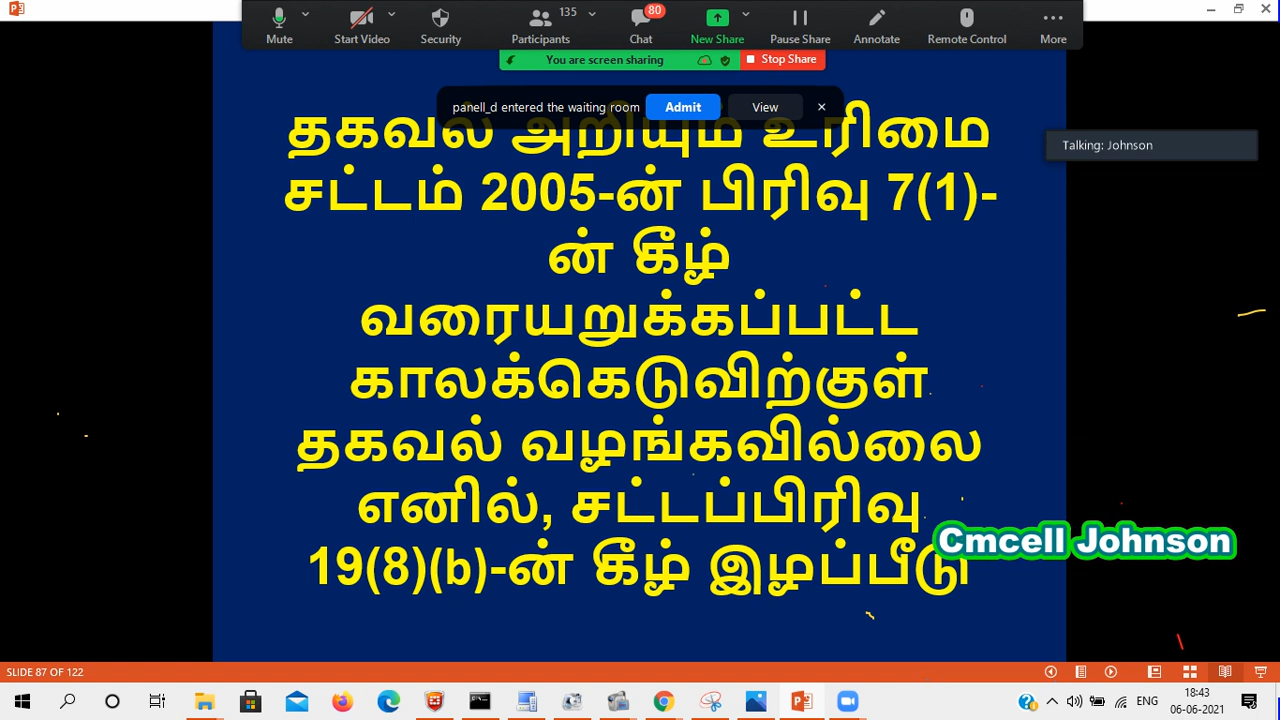 135
80
Mute
Start Video
Security
Participants
Chat
New Share
Pause Share
Annotate
Remote Control
More
You are screen sharing
Stop Share
panell_d entered the waiting room
Admit
View
Talking: Johnson
தகவல் அறியும் உரிமை
சட்டம் 2005-ன் பிரிவு 7(1)-
ன் கீழ்
வரையறுக்கப்பட்ட
காலக்கெடுவிற்குள்
தகவல் வழங்கவில்லை
எனில், சட்டப்பிரிவு
19(8)(b)-ன் கீழ் இழப்பீடு
Cmcell Johnson
SLIDE 87 OF 122
ENG
18:43
06-06-2021